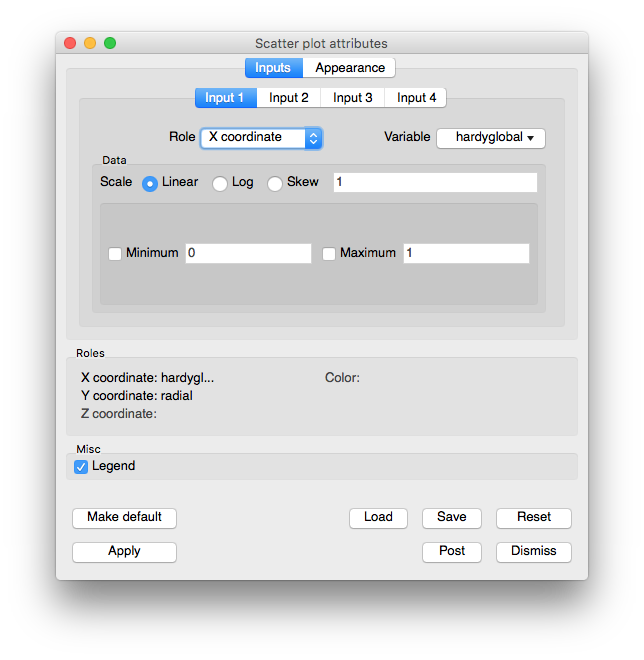 Scatter plot attributes
Inputs Appearance
Input 1 Input 2 Input 3 Input 4
Role X coordinate Variable hardyglobal
Data
Scale Linear Log Skew 1
Minimum 0 Maximum 1
Roles
X coordinate: hardygl... Color:
Y coordinate: radial
Z coordinate:
Misc
Legend
Make default Load Save Reset
Apply Post Dismiss